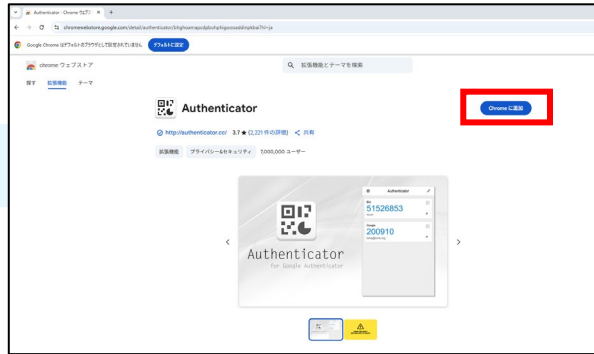 Authenticator - Chrome ウェブス
chromewebstore.google.com/detail/authenticator/bhghoamapcdpbohphigoooaddinpkbai?hl=ja
Google Chrome はデフォルトのブラウザとして設定されていません
デフォルトに設定
chrome ウェブストア
拡張機能とテーマを検索
探す 拡張機能 テーマ
Authenticator
Chrome に追加
http://authenticator.cc/ 3.7 ★ (2,221 件の評価) 共有
拡張機能 プライバシー&セキュリティ 7,000,000 ユーザー
Authenticator
51526853
Google
200910
Authenticator
for Google Authenticator